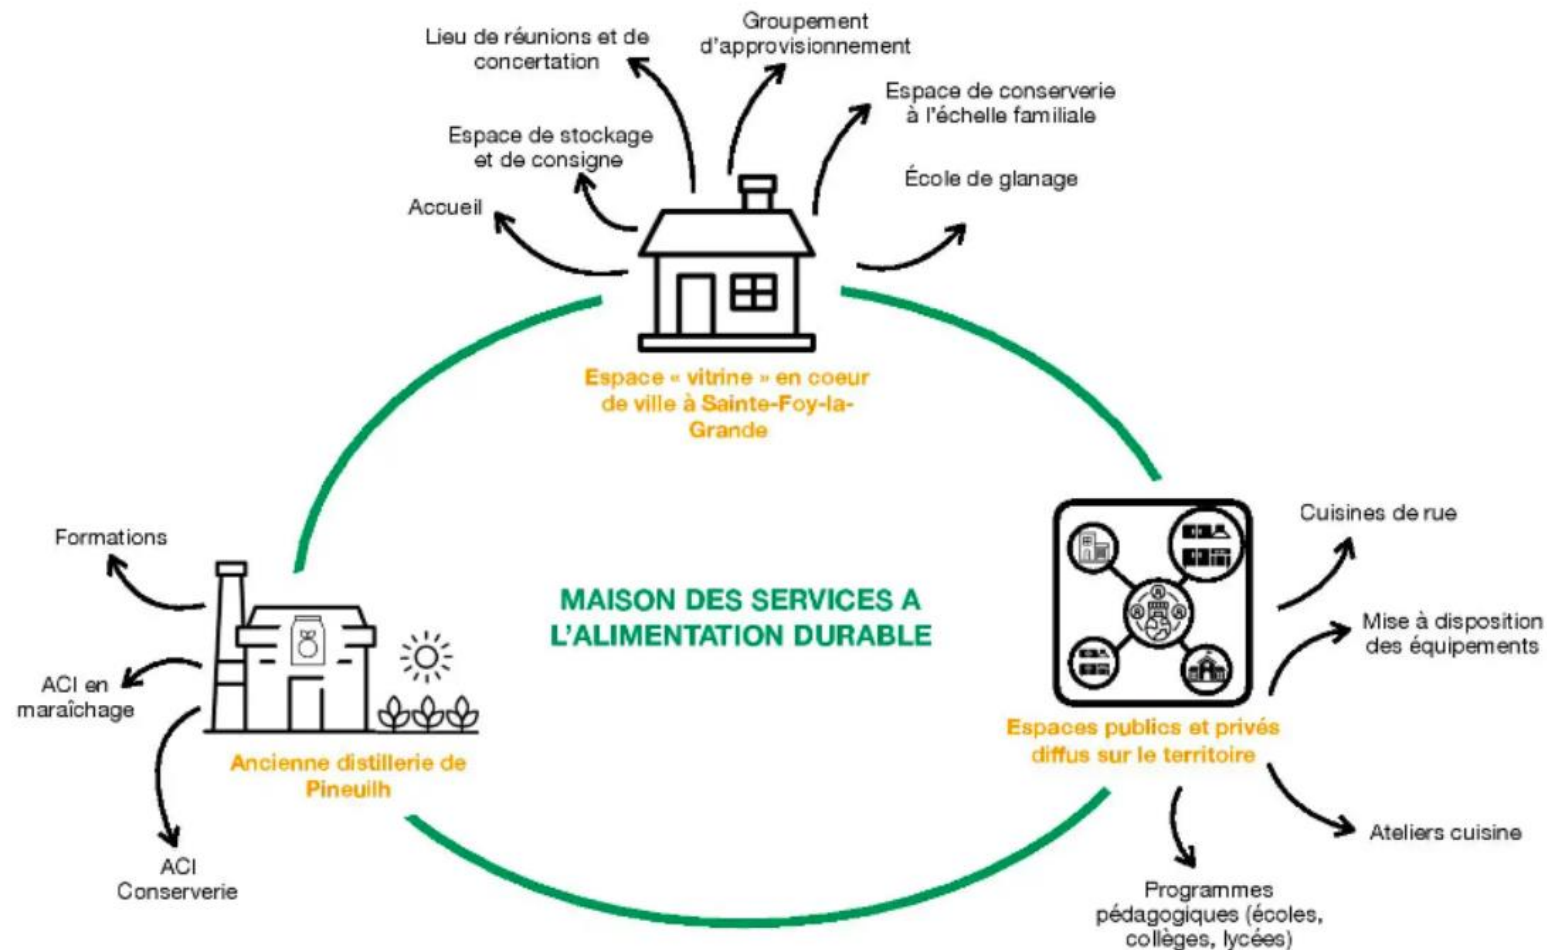 Lieu de réunions et de
concertation
Groupement
d'approvisionnement
Espace de conserverie
à l'échelle familiale
Espace de stockage
et de consigne
École de glanage
Accueil
Espace « vitrine » en coeur
de ville à Sainte-Foy-la-
Grande
Formations
ACI en
maraîchage
ACI
Conserverie
Ancienne distillerie de
Pineuilh
MAISON DES SERVICES A
L'ALIMENTATION DURABLE
Cuisines de rue
Mise à disposition
des équipements
Espaces publics et privés
diffus sur le territoire
Ateliers cuisine
Programmes
pédagogiques (écoles,
collèges, lycées)